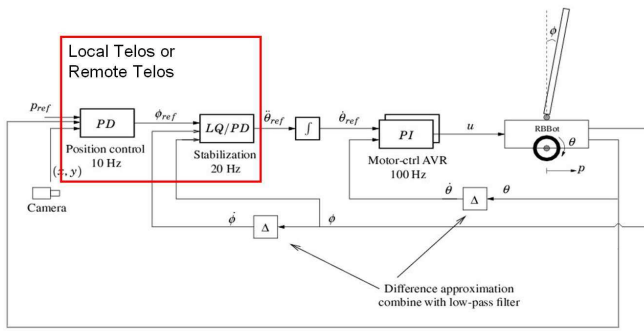 Local Telos or
Remote Telos
ϕ
p_ref
PD
ϕ_ref
LQ/PD
θ̈_ref
∫
θ̇_ref
PI
u
RBBot
θ
p
Position control
10 Hz
Stabilization
20 Hz
Motor-ctrl AVR
100 Hz
(x, y)
Camera
θ̇
Δ
θ
ϕ̇
Δ
ϕ
Difference approximation
combine with low-pass filter